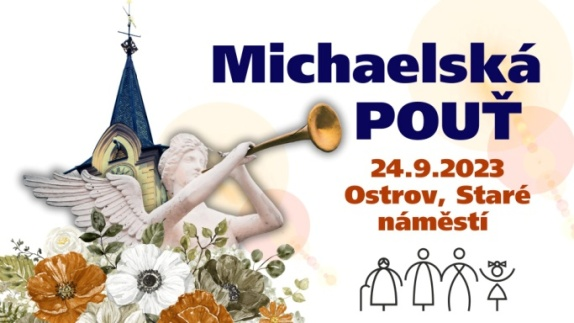 Michaelská
POUŤ
24.9.2023
Ostrov, Staré
náměstí